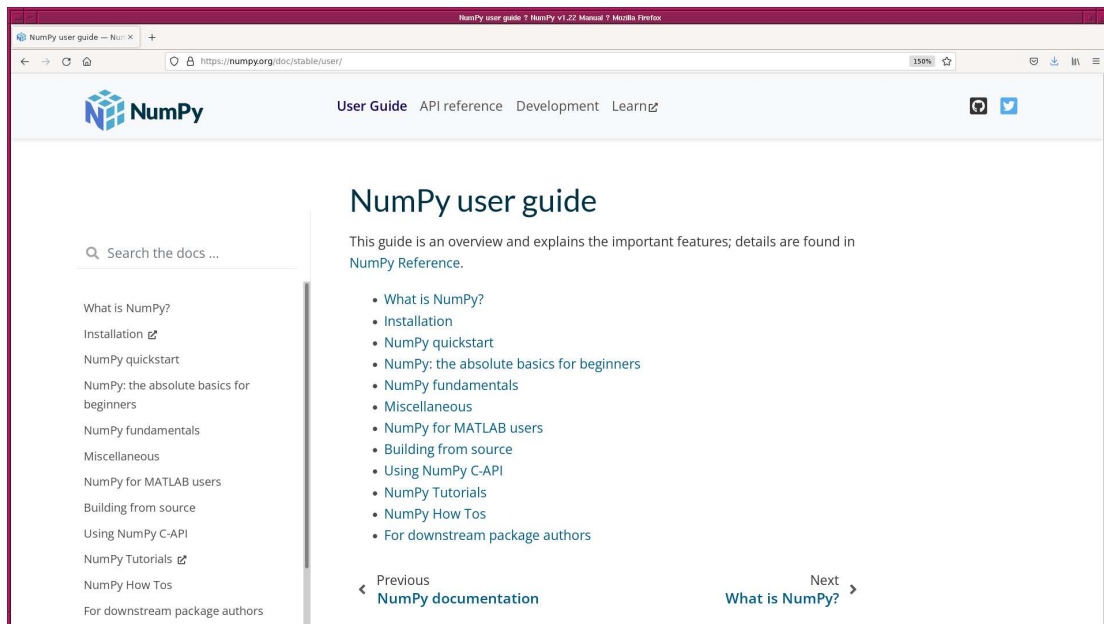 NumPy user guide ? NumPy v1.22 Manual ? Mozilla Firefox
NumPy user guide — Num
https://numpy.org/doc/stable/user/
150%
NumPy
User Guide API reference Development Learn
NumPy user guide
This guide is an overview and explains the important features; details are found in
NumPy Reference.
Search the docs ...
What is NumPy?
Installation
NumPy quickstart
NumPy: the absolute basics for
beginners
NumPy fundamentals
Miscellaneous
NumPy for MATLAB users
Building from source
Using NumPy C-API
NumPy Tutorials
NumPy How Tos
For downstream package authors
• What is NumPy?
• Installation
• NumPy quickstart
• NumPy: the absolute basics for beginners
• NumPy fundamentals
• Miscellaneous
• NumPy for MATLAB users
• Building from source
• Using NumPy C-API
• NumPy Tutorials
• NumPy How Tos
• For downstream package authors
Previous
NumPy documentation
Next
What is NumPy?